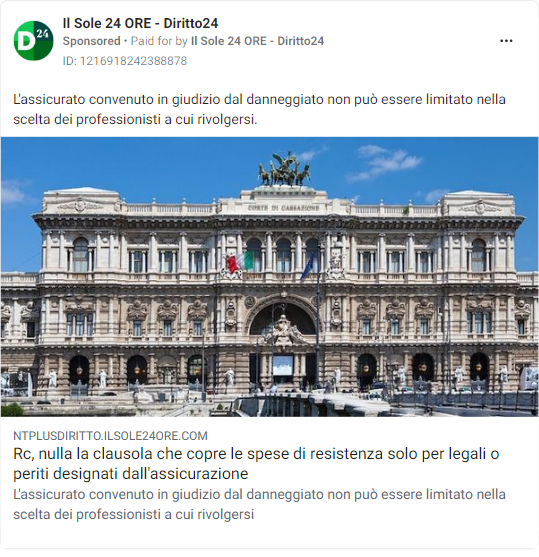 Il Sole 24 ORE - Diritto24
Sponsored • Paid for by Il Sole 24 ORE - Diritto24
ID: 1216918242388878
L'assicurato convenuto in giudizio dal danneggiato non può essere limitato nella
scelta dei professionisti a cui rivolgersi.
D24
CORTE DI CASSAZIONE
NTPLUSDIRITTO.ILSOLE24ORE.COM
Rc, nulla la clausola che copre le spese di resistenza solo per legali o
periti designati dall'assicurazione
L'assicurato convenuto in giudizio dal danneggiato non può essere limitato nella
scelta dei professionisti a cui rivolgersi